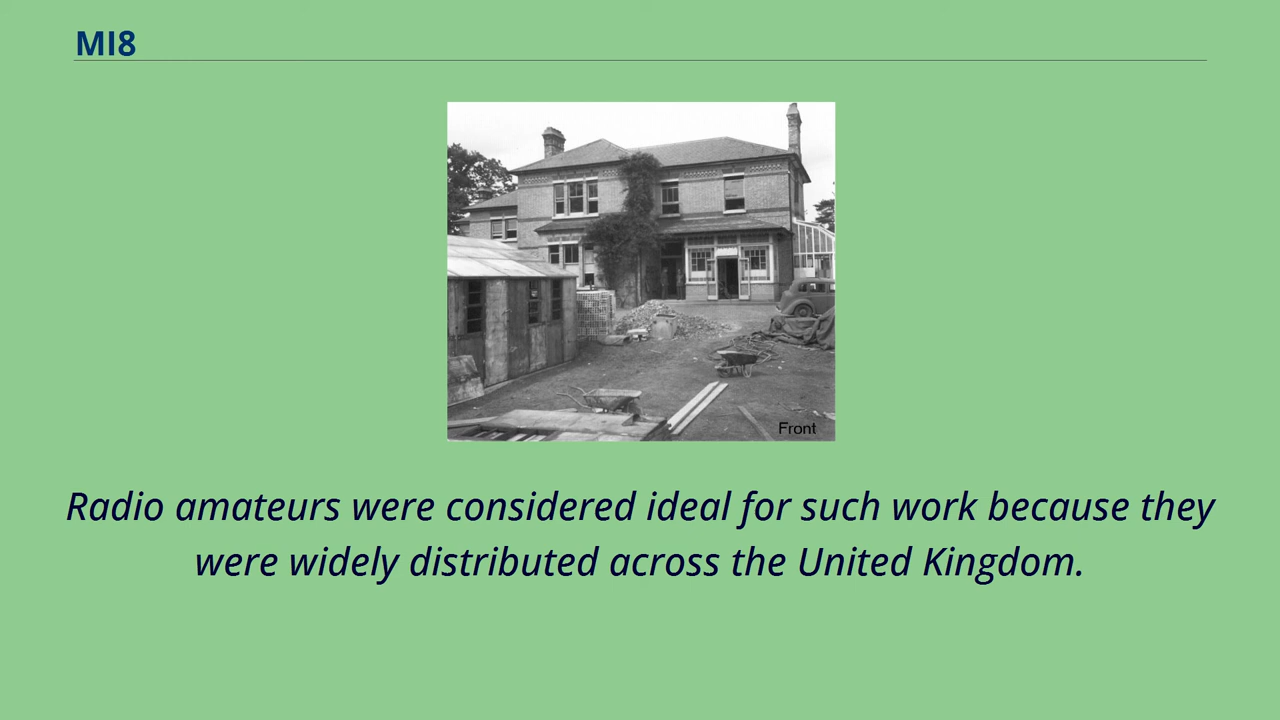 MI8
Front
Radio amateurs were considered ideal for such work because they
were widely distributed across the United Kingdom.